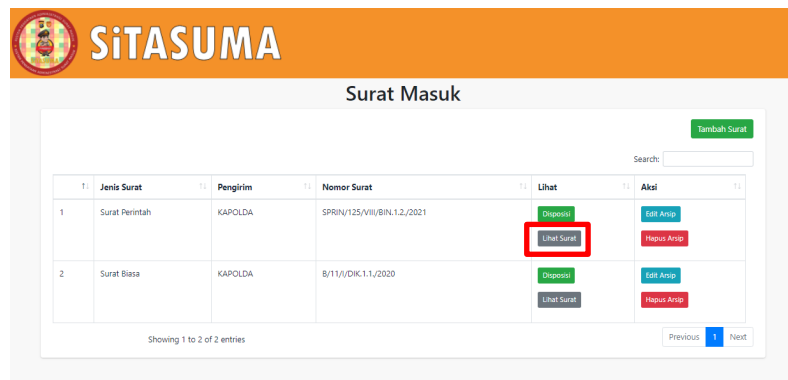 SiTASUMA
Surat Masuk
Tambah Surat
Search:
Jenis Surat Pengirim Nomor Surat Lihat Aksi
1 Surat Perintah KAPOLDA SPRIN/125/VIII/BIN.1.2,/2021 Disposisi Edit Arsip
Lihat Surat Hapus Arsip
2 Surat Biasa KAPOLDA B/11/I/DIK.1.1,/2020 Disposisi Edit Arsip
Lihat Surat Hapus Arsip
Showing 1 to 2 of 2 entries Previous 1 Next